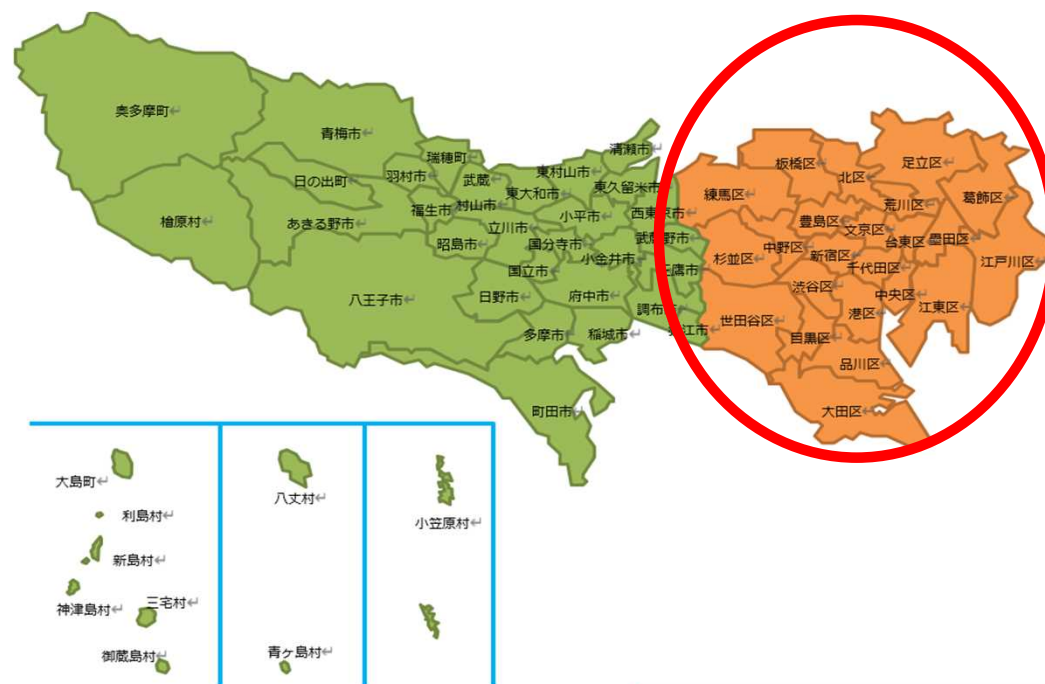 奥多摩町↵
青梅市↵
瑞穂町↵
清瀬市↵
板橋区↵
足立区↵
日の出町↵
羽村市↵
武蔵↵
村山市↵
東村山市↵
東大和市↵
東久留米市↵
練馬区↵
北区↵
荒川区↵
葛飾区↵
檜原村↵
あきる野市↵
福生市↵
立川市↵
小平市↵
西東京市↵
豊島区↵
文京区↵
台東区↵
墨田区↵
昭島市↵
国分寺↵
小金井市↵
武蔵野市↵
杉並区↵
中野区↵
新宿区↵
千代田区↵
江戸川区↵
八王子市↵
日野市↵
国立市↵
府中市↵
三鷹市↵
渋谷区↵
中央区↵
江東区↵
多摩市↵
稲城市↵
調布市↵
狛江市↵
世田谷区↵
港区↵
目黒区↵
品川区↵
町田市↵
大田区↵
大島町↵
利島村↵
新島村↵
神津島村↵
三宅村↵
御蔵島村↵
八丈村↵
青ヶ島村↵
小笠原村↵